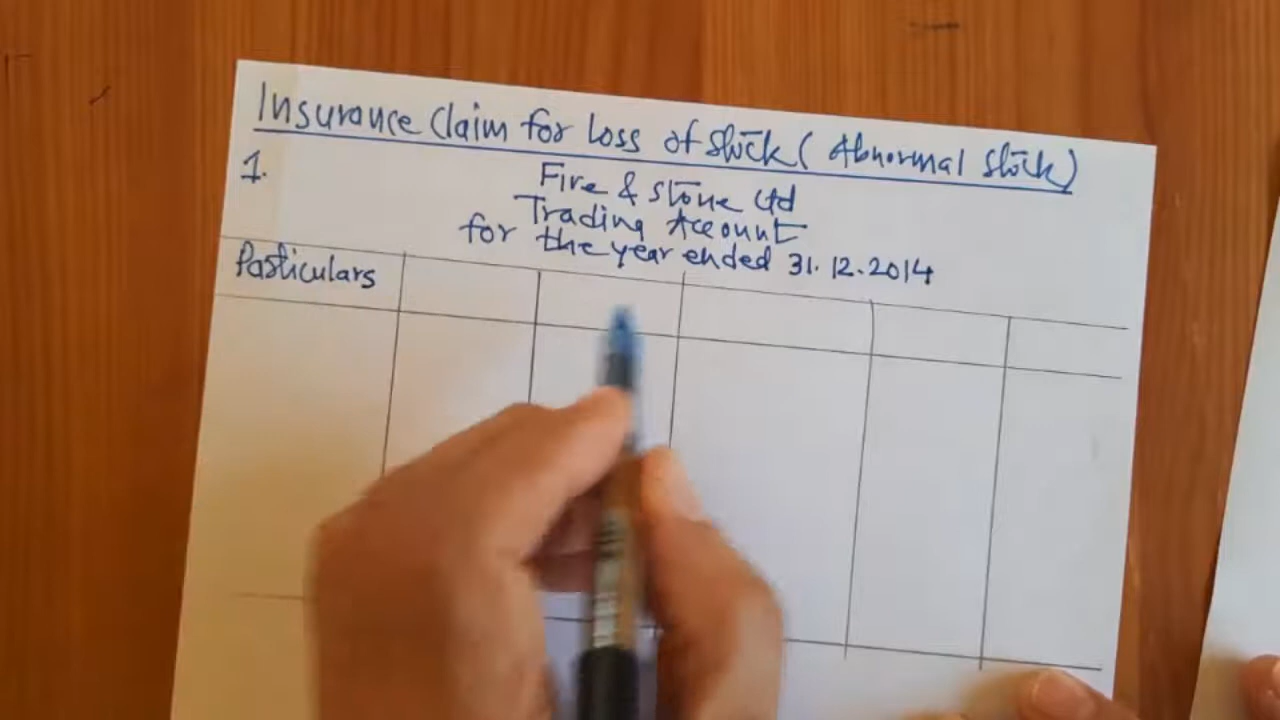 Insurance Claim for Loss of Stock (Abnormal Stock)
1.
Fire & Stone Ltd
Trading Account
for the year ended 31.12.2014
Particulars